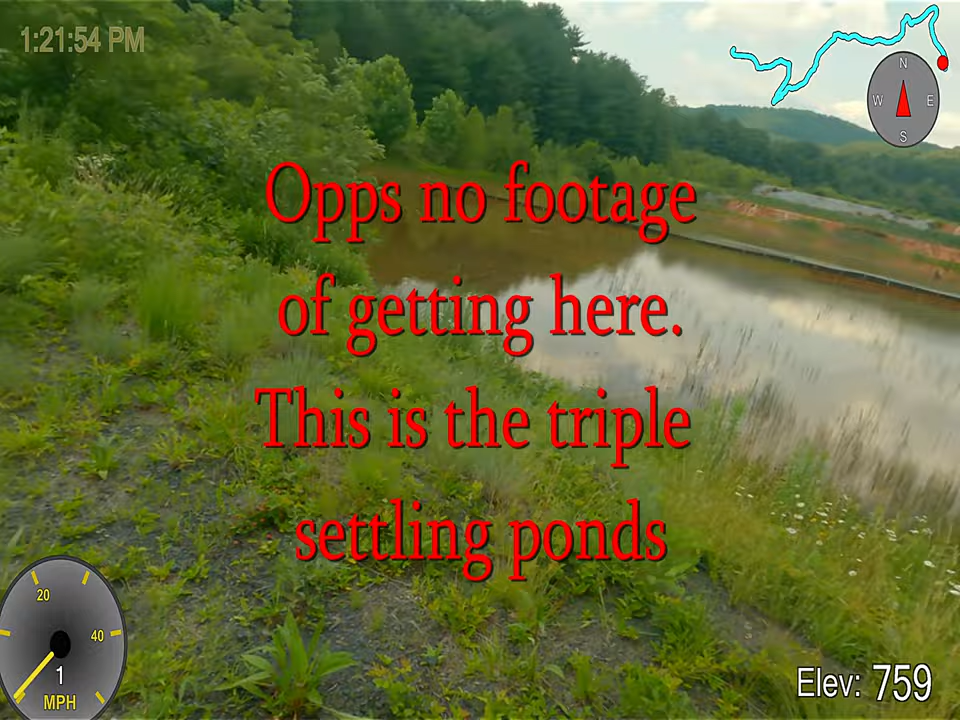 1:21:54 PM
N
W E
S
Opps no footage
of getting here.
This is the triple
settling ponds
20
40
1
MPH
Elev: 759